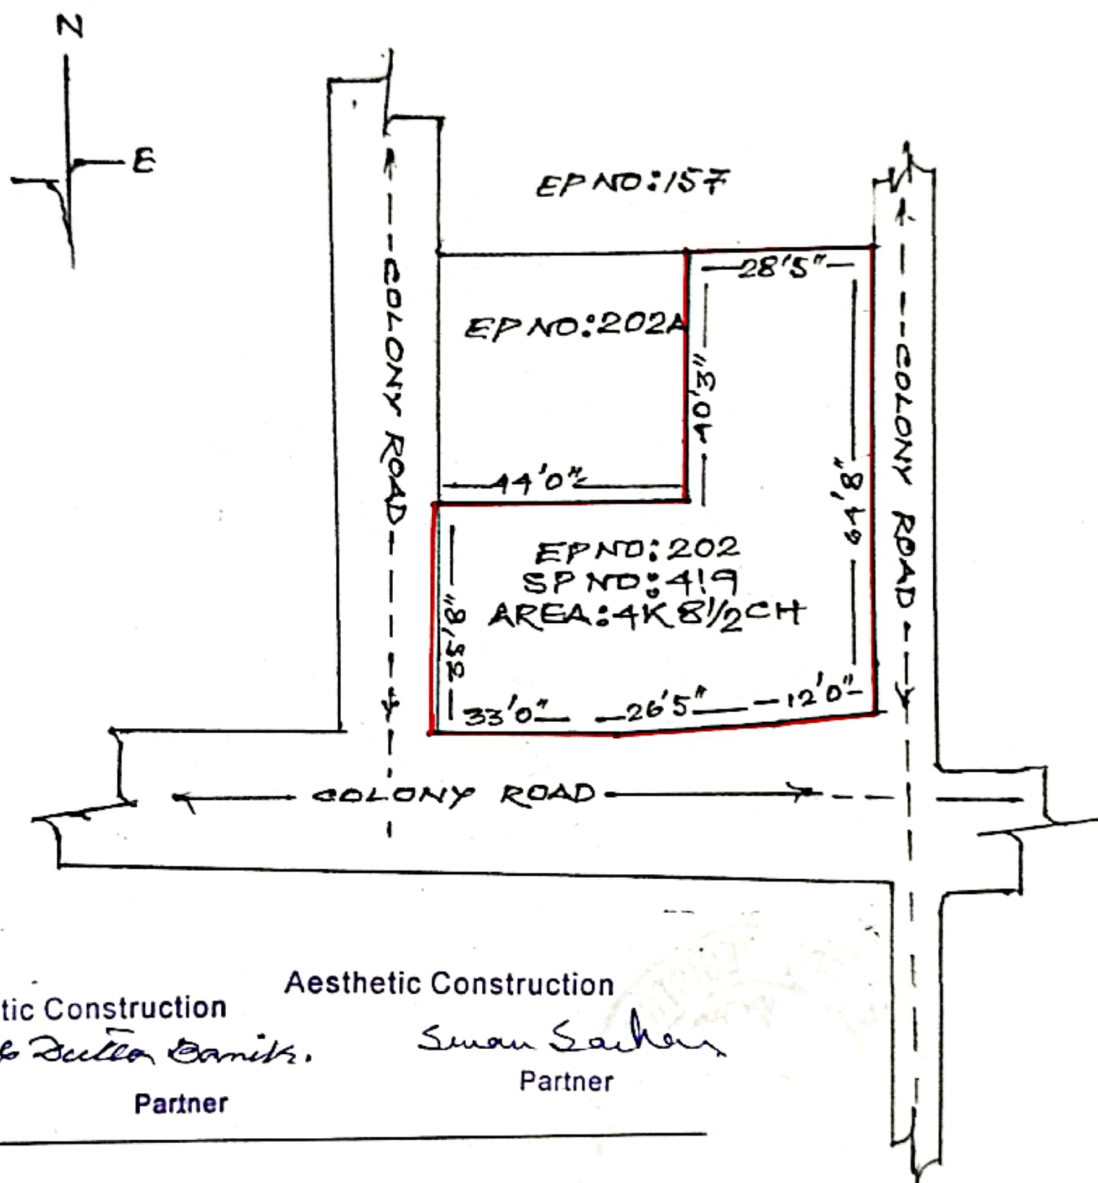 N
E
EP NO:157
28'5"
COLONY ROAD
EP NO:202A
COLONY ROAD
40'3"
44'0"
64'8"
EP NO:202
SP NO:419
AREA:4K 8½CH
25'8"
33'0" 26'5" 12'0"
COLONY ROAD
Aesthetic Construction
tic Construction
Partner
Partner